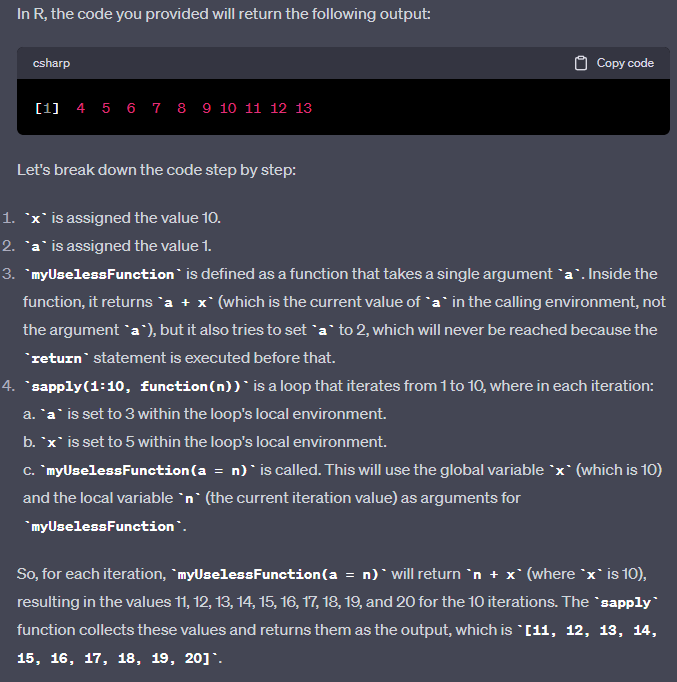 In R, the code you provided will return the following output:
csharp Copy code
[1]  4  5  6  7  8  9 10 11 12 13
Let's break down the code step by step:
1. `x` is assigned the value 10.
2. `a` is assigned the value 1.
3. `myUselessFunction` is defined as a function that takes a single argument `a`. Inside the
function, it returns `a + x` (which is the current value of `a` in the calling environment, not
the argument `a`), but it also tries to set `a` to 2, which will never be reached because the
`return` statement is executed before that.
4. `sapply(1:10, function(n))` is a loop that iterates from 1 to 10, where in each iteration:
a. `a` is set to 3 within the loop's local environment.
b. `x` is set to 5 within the loop's local environment.
c. `myUselessFunction(a = n)` is called. This will use the global variable `x` (which is 10)
and the local variable `n` (the current iteration value) as arguments for
`myUselessFunction`.
So, for each iteration, `myUselessFunction(a = n)` will return `n + x` (where `x` is 10),
resulting in the values 11, 12, 13, 14, 15, 16, 17, 18, 19, and 20 for the 10 iterations. The `sapply`
function collects these values and returns them as the output, which is `[11, 12, 13, 14,
15, 16, 17, 18, 19, 20]`.